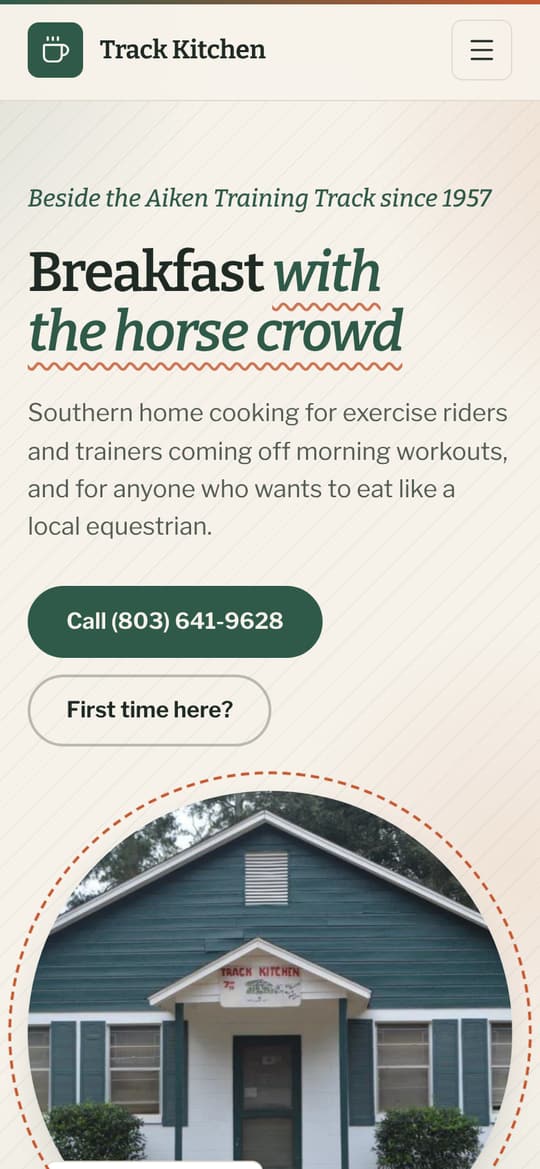 Track Kitchen
Beside the Aiken Training Track since 1957
Breakfast with
the horse crowd
Southern home cooking for exercise riders
and trainers coming off morning workouts,
and for anyone who wants to eat like a
local equestrian.
Call (803) 641-9628
First time here?
TRACK KITCHEN